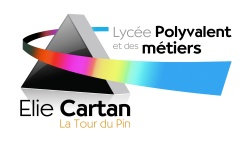 Lycée Polyvalent
et des métiers
Elie Cartan
La Tour du Pin